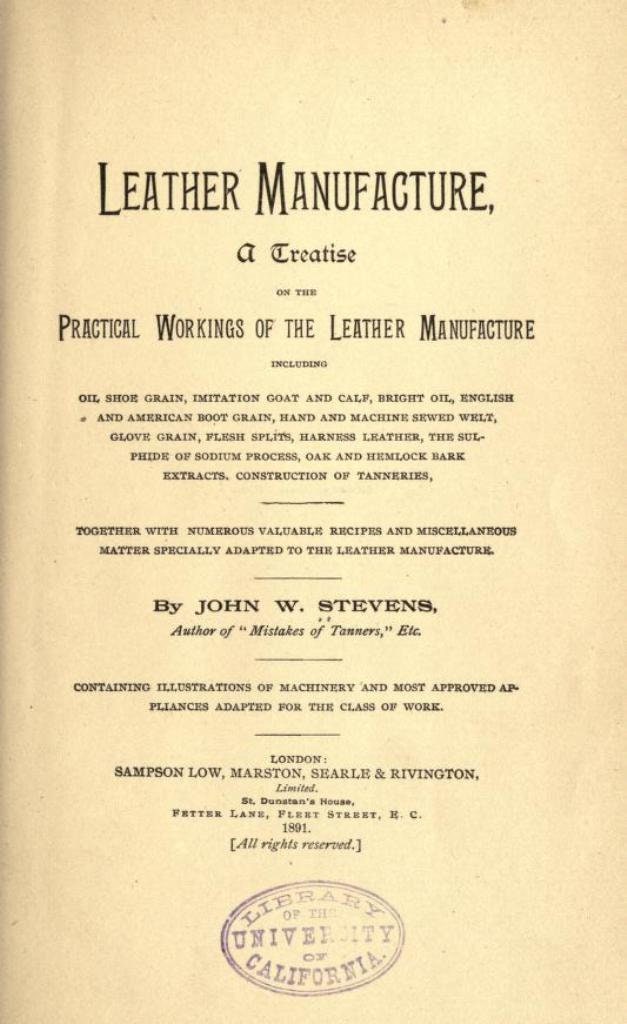 LEATHER MANUFACTURE,
A Treatise
ON THE
PRACTICAL WORKINGS OF THE LEATHER MANUFACTURE
INCLUDING
OIL SHOE GRAIN, IMITATION GOAT AND CALF, BRIGHT OIL, ENGLISH
AND AMERICAN BOOT GRAIN, HAND AND MACHINE SEWED WELT,
GLOVE GRAIN, FLESH SPLITS, HARNESS LEATHER, THE SUL-
PHIDE OF SODIUM PROCESS, OAK AND HEMLOCK BARK
EXTRACTS. CONSTRUCTION OF TANNERIES,
TOGETHER WITH NUMEROUS VALUABLE RECIPES AND MISCELLANEOUS
MATTER SPECIALLY ADAPTED TO THE LEATHER MANUFACTURE.
By JOHN W. STEVENS,
Author of "Mistakes of Tanners," Etc.
CONTAINING ILLUSTRATIONS OF MACHINERY AND MOST APPROVED AP-
PLIANCES ADAPTED FOR THE CLASS OF WORK.
LONDON:
SAMPSON LOW, MARSTON, SEARLE & RIVINGTON,
Limited.
St. Dunstan's House,
FETTER LANE, FLEET STREET, E. C.
1891.
[All rights reserved.]
LIBRARY
OF THE
UNIVERSITY
OF
CALIFORNIA.